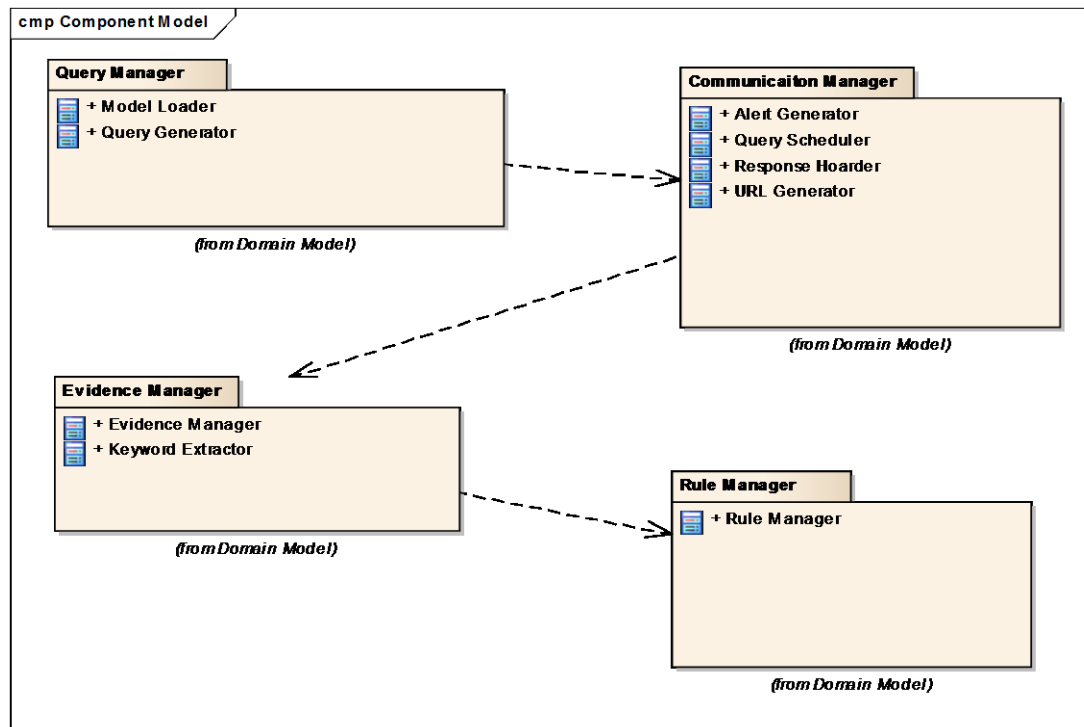 cmp Component Model
Query Manager
+ Model Loader
+ Query Generator
(from Domain Model)
Communicaiton Manager
+ Alert Generator
+ Query Scheduler
+ Response Hoarder
+ URL Generator
(from Domain Model)
Evidence Manager
+ Evidence Manager
+ Keyword Extractor
(from Domain Model)
Rule Manager
+ Rule Manager
(from Domain Model)